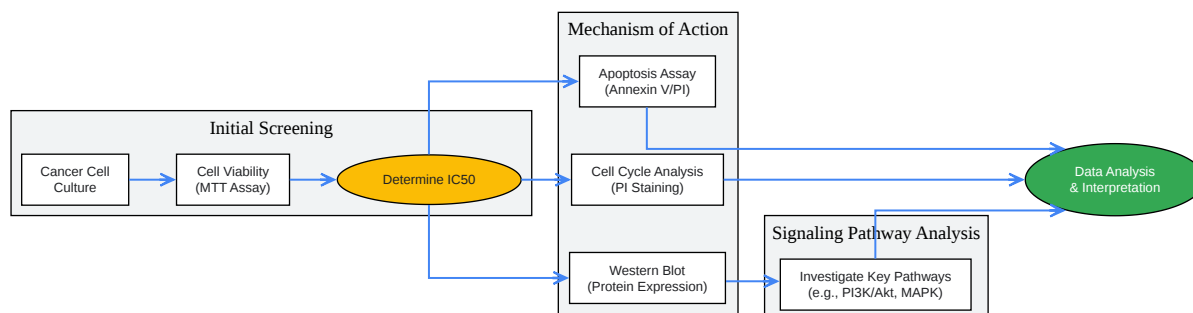 Initial Screening
Cancer Cell
Culture
Cell Viability
(MTT Assay)
Determine IC50
Mechanism of Action
Apoptosis Assay
(Annexin V/PI)
Cell Cycle Analysis
(PI Staining)
Western Blot
(Protein Expression)
Signaling Pathway Analysis
Investigate Key Pathways
(e.g., PI3K/Akt, MAPK)
Data Analysis
& Interpretation